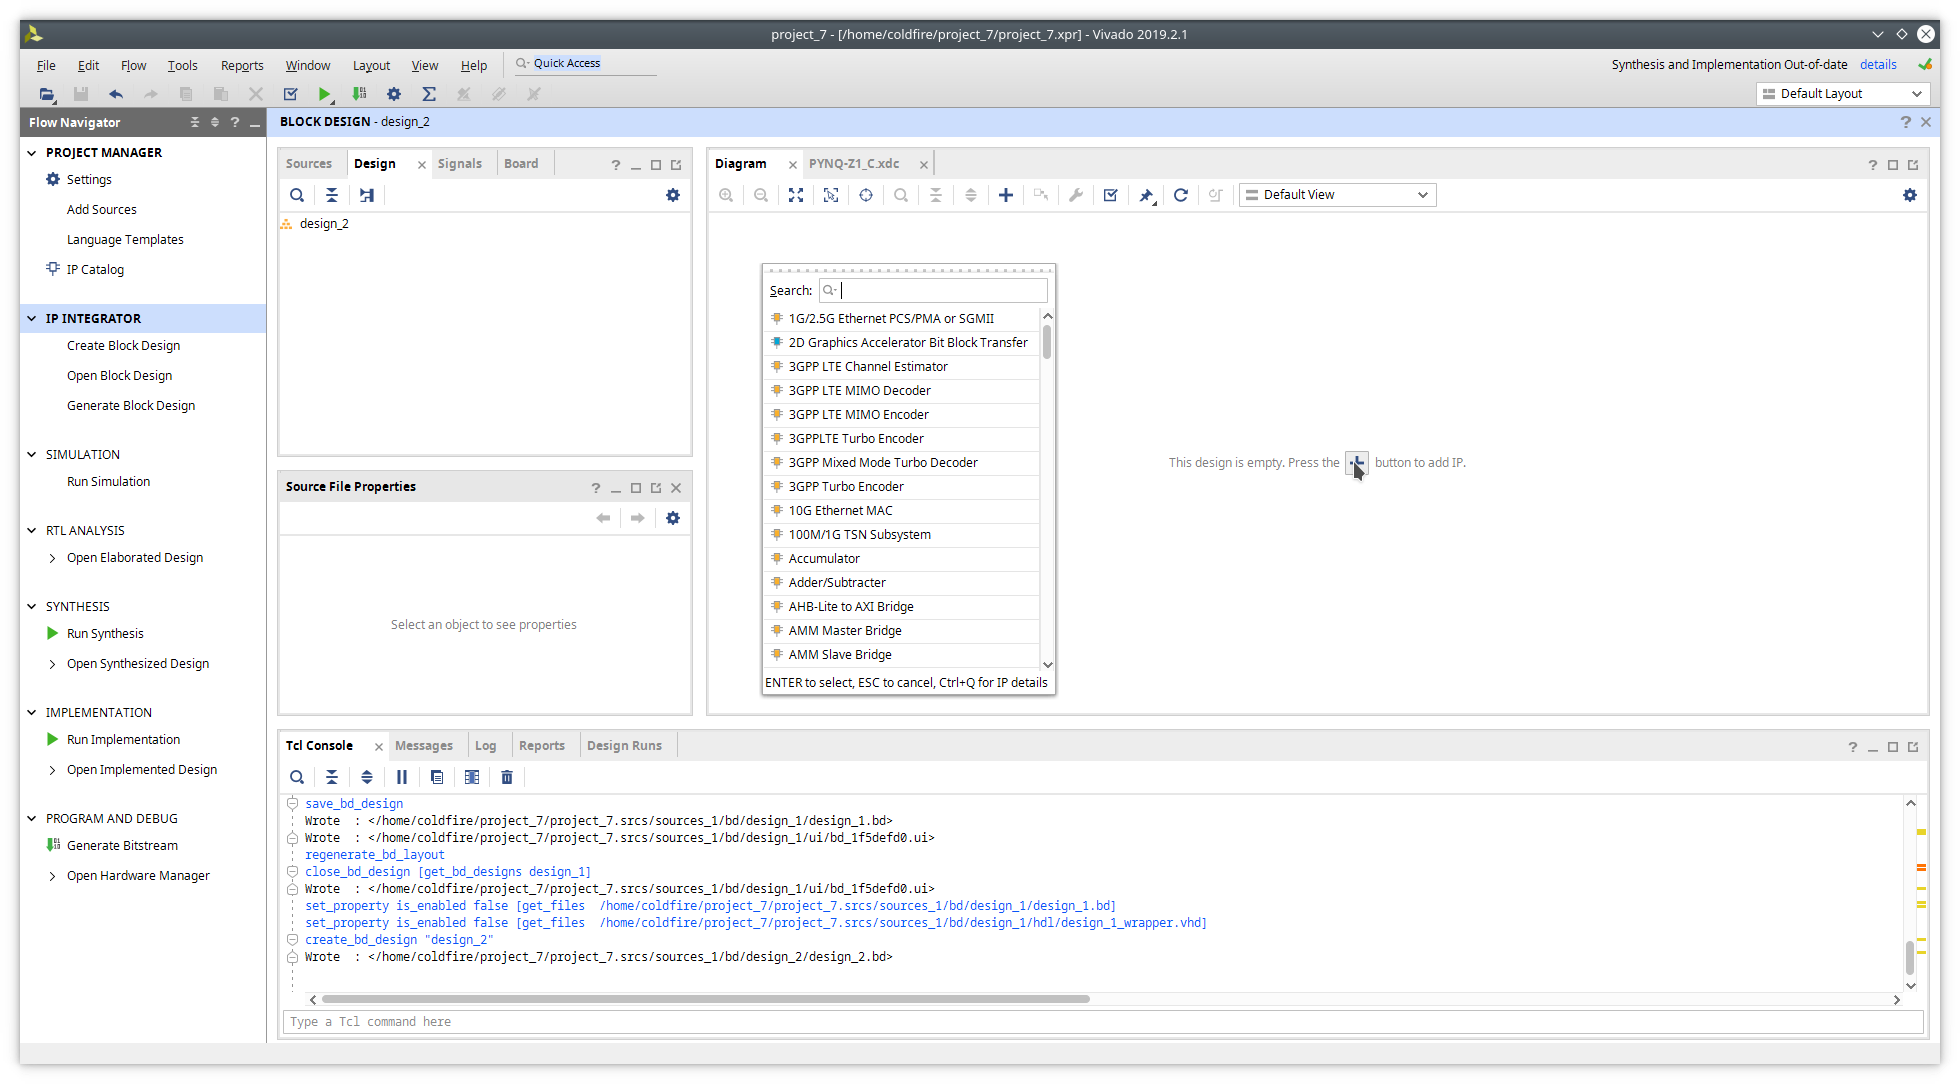 project_7 - [/home/coldfire/project_7/project_7.xpr] - Vivado 2019.2.1
File Edit Flow Tools Reports Window Layout View Help Quick Access
Synthesis and Implementation Out-of-date details
Default Layout
Flow Navigator
PROJECT MANAGER
Settings
Add Sources
Language Templates
IP Catalog
IP INTEGRATOR
Create Block Design
Open Block Design
Generate Block Design
SIMULATION
Run Simulation
RTL ANALYSIS
Open Elaborated Design
SYNTHESIS
Run Synthesis
Open Synthesized Design
IMPLEMENTATION
Run Implementation
Open Implemented Design
PROGRAM AND DEBUG
Generate Bitstream
Open Hardware Manager
BLOCK DESIGN - design_2
Sources Design Signals Board
design_2
Source File Properties
Select an object to see properties
Diagram PYNQ-Z1_C.xdc
Default View
Search:
1G/2.5G Ethernet PCS/PMA or SGMII
2D Graphics Accelerator Bit Block Transfer
3GPP LTE Channel Estimator
3GPP LTE MIMO Decoder
3GPP LTE MIMO Encoder
3GPPLTE Turbo Encoder
3GPP Mixed Mode Turbo Decoder
3GPP Turbo Encoder
10G Ethernet MAC
100M/1G TSN Subsystem
Accumulator
Adder/Subtracter
AHB-Lite to AXI Bridge
AMM Master Bridge
AMM Slave Bridge
ENTER to select, ESC to cancel, Ctrl+Q for IP details
This design is empty. Press the button to add IP.
Tcl Console Messages Log Reports Design Runs
save_bd_design
Wrote  : </home/coldfire/project_7/project_7.srcs/sources_1/bd/design_1/design_1.bd>
Wrote  : </home/coldfire/project_7/project_7.srcs/sources_1/bd/design_1/ui/bd_1f5defd0.ui>
regenerate_bd_layout
close_bd_design [get_bd_designs design_1]
Wrote  : </home/coldfire/project_7/project_7.srcs/sources_1/bd/design_1/ui/bd_1f5defd0.ui>
set_property is_enabled false [get_files  /home/coldfire/project_7/project_7.srcs/sources_1/bd/design_1/design_1.bd]
set_property is_enabled false [get_files  /home/coldfire/project_7/project_7.srcs/sources_1/bd/design_1/hdl/design_1_wrapper.vhd]
create_bd_design "design_2"
Wrote  : </home/coldfire/project_7/project_7.srcs/sources_1/bd/design_2/design_2.bd>
Type a Tcl command here